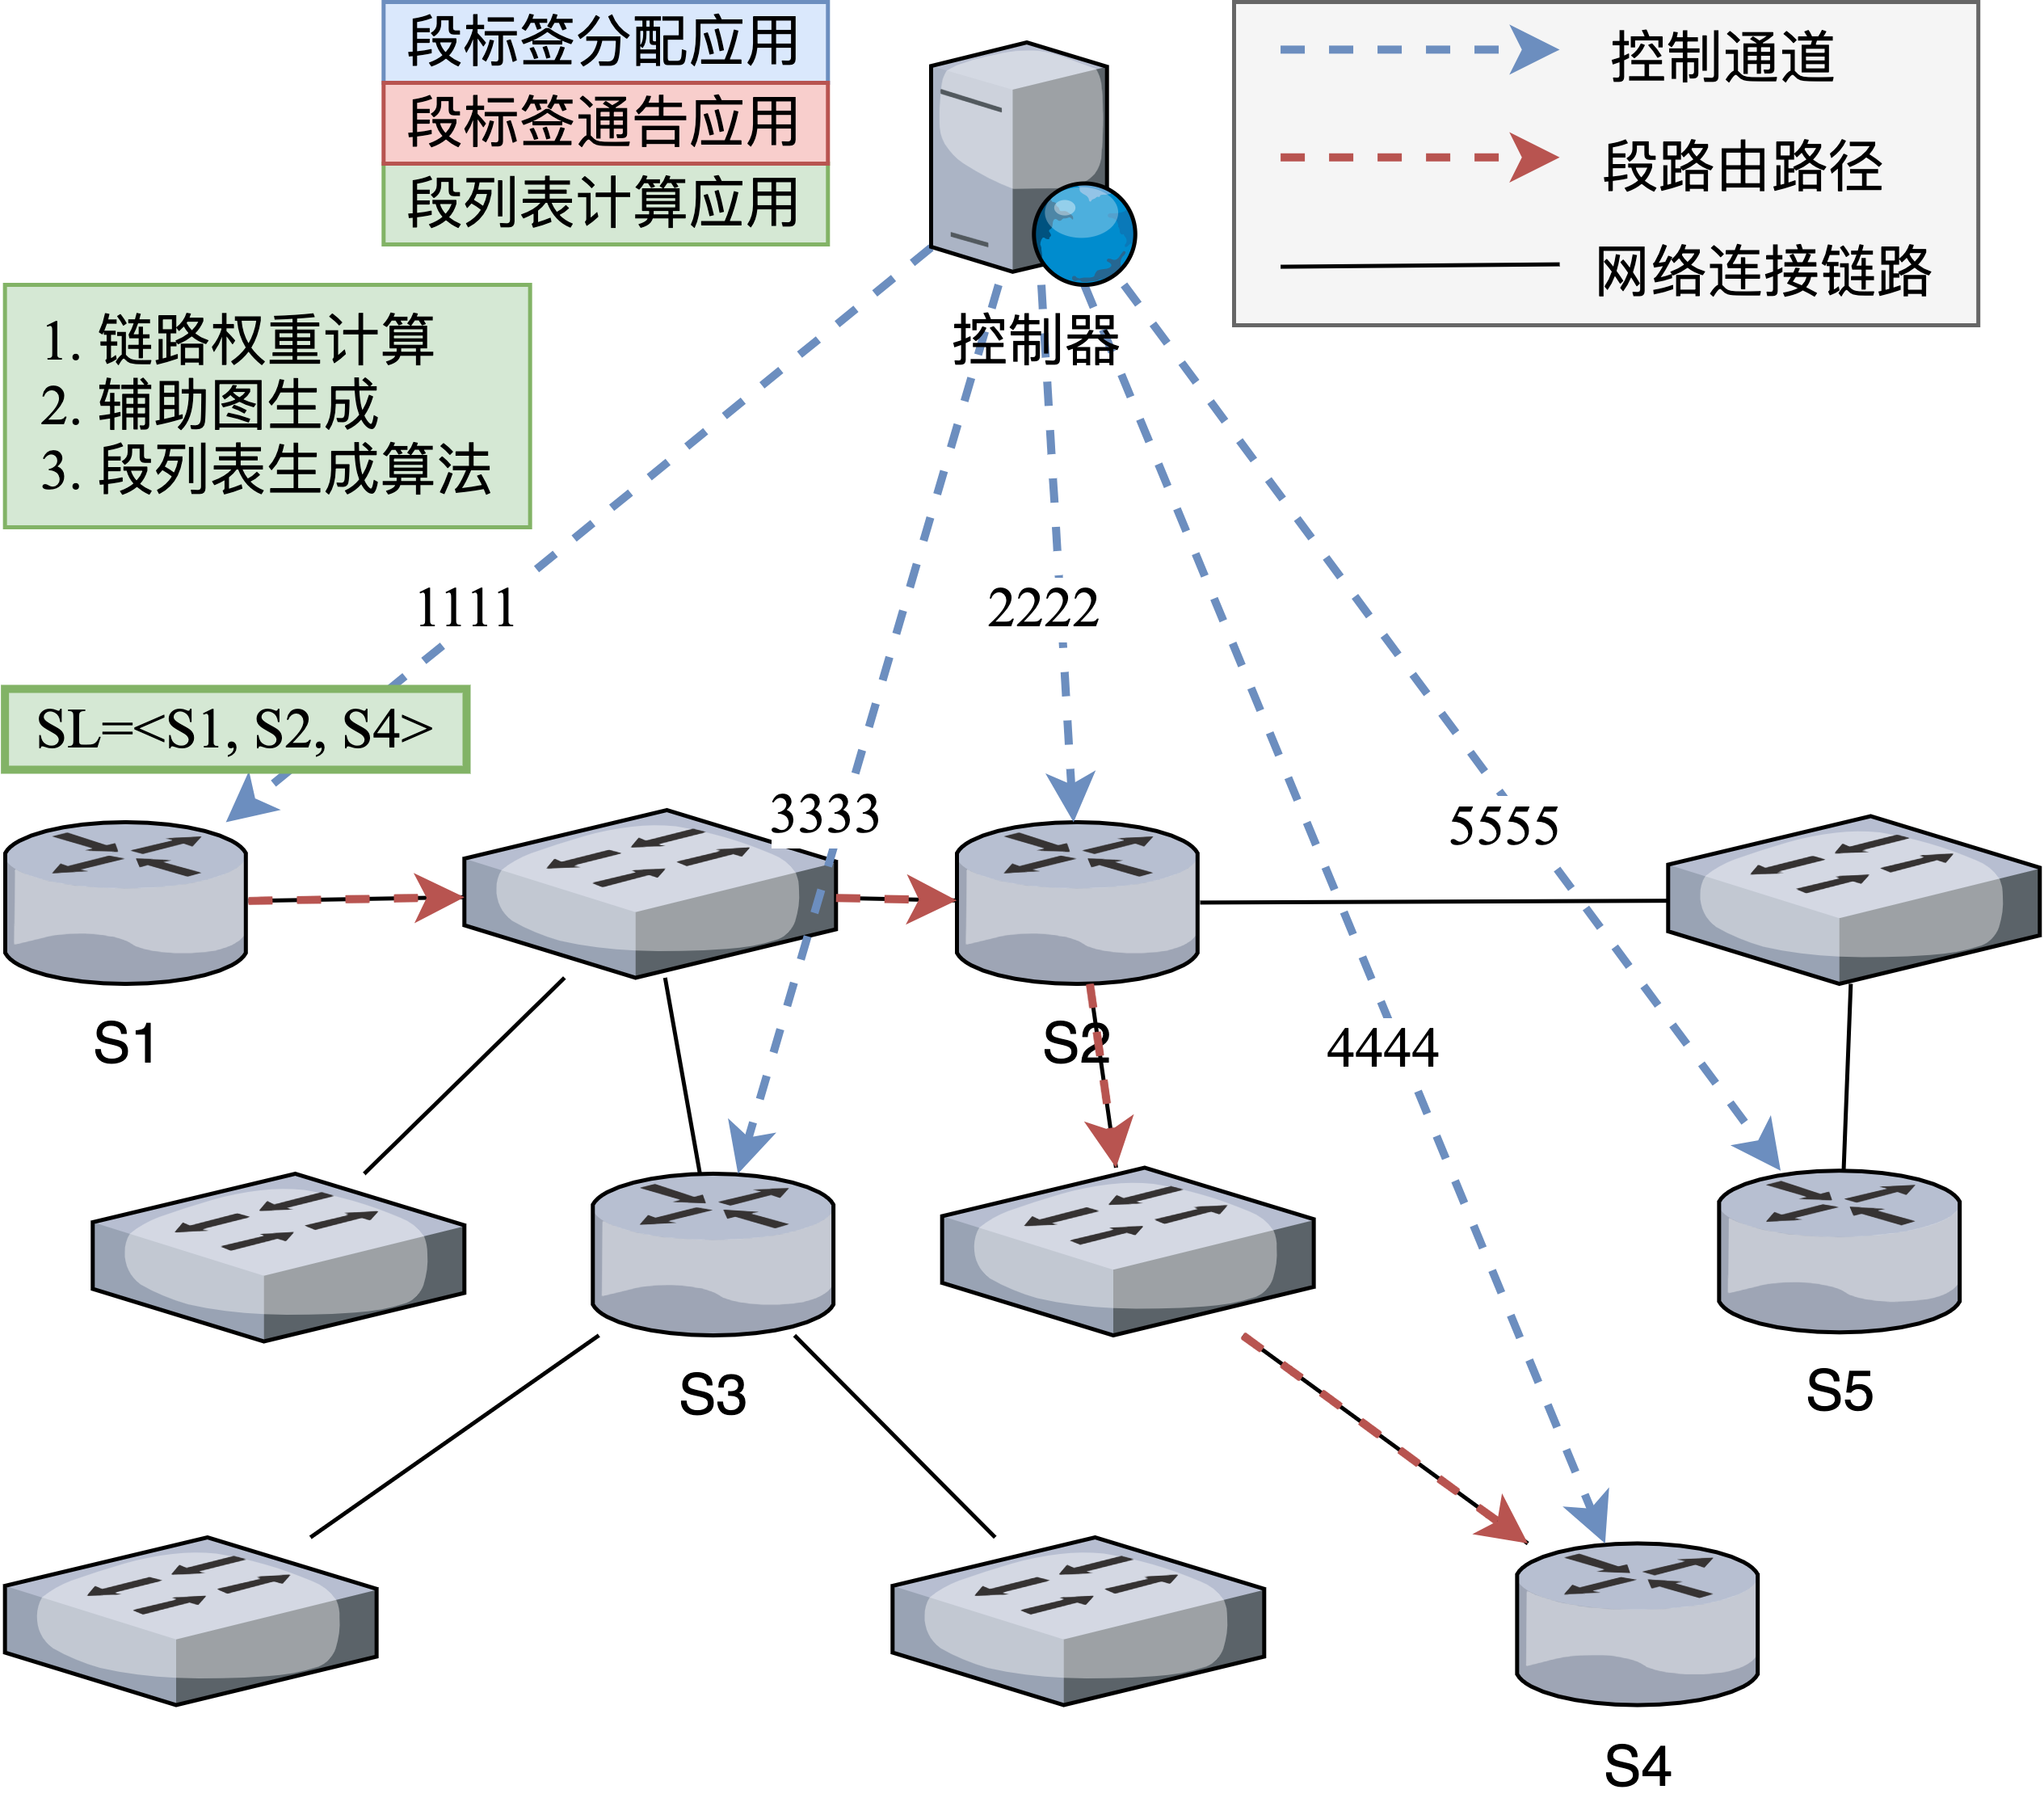 段标签分配应用
段标签通告应用
段列表计算应用
控制通道
段路由路径
网络连接链路
控制器
1. 链路权重计算
2. 辅助图生成
3. 段列表生成算法
1111
2222
SL=<S1, S2, S4>
3333
5555
S1
S2
4444
S3
S5
S4